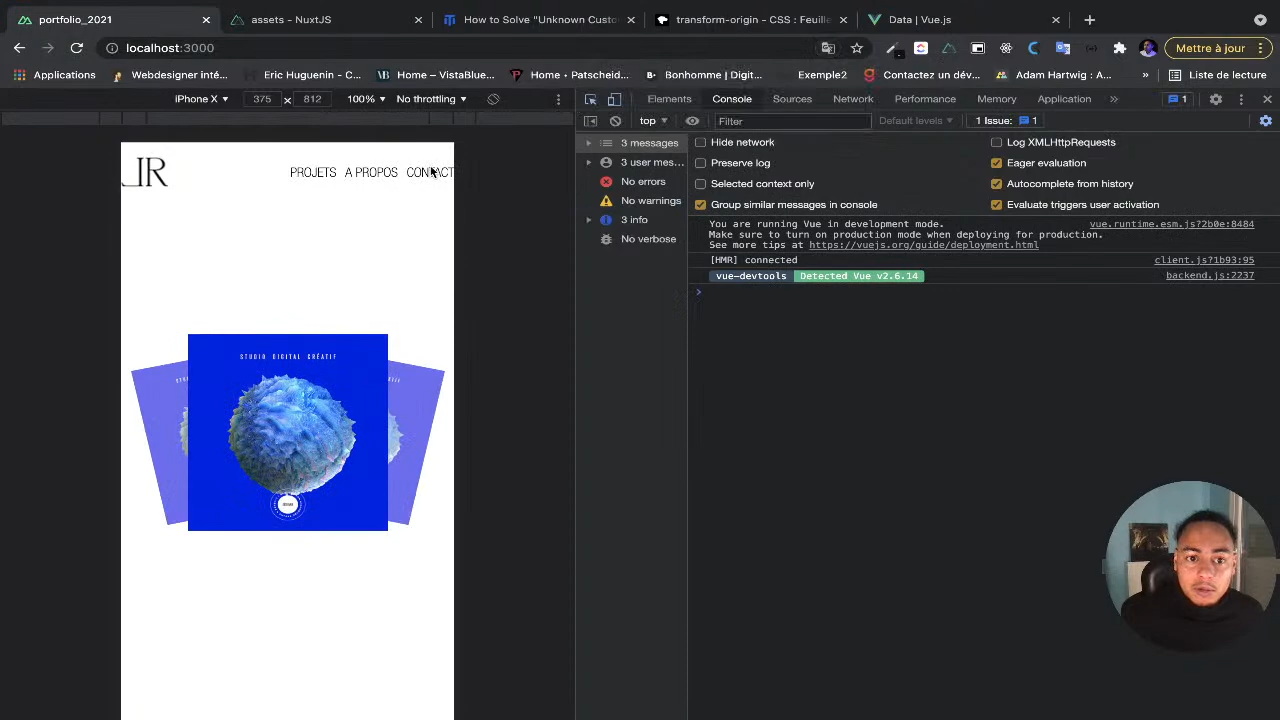 portfolio_2021
assets - NuxtJS
How to Solve "Unknown Custo
transform-origin - CSS : Feuille
Data | Vue.js
localhost:3000
Mettre à jour
Applications
Webdesigner inté...
Eric Huguenin - C...
Home – VistaBlue...
Home • Patscheid...
Bonhomme | Digit...
Exemple2
Contactez un dév...
Adam Hartwig : A...
»
Liste de lecture
iPhone X
375
×
812
100%
No throttling
Elements
Console
Sources
Network
Performance
Memory
Application
»
1
top
Filter
Default levels
1 Issue:
1
3 messages
3 user mes...
No errors
No warnings
3 info
No verbose
Hide network
Preserve log
Selected context only
Group similar messages in console
Log XMLHttpRequests
Eager evaluation
Autocomplete from history
Evaluate triggers user activation
You are running Vue in development mode.
vue.runtime.esm.js?2b0e:8484
Make sure to turn on production mode when deploying for production.
See more tips at https://vuejs.org/guide/deployment.html
[HMR] connected
client.js?1b93:95
vue-devtools
Detected Vue v2.6.14
backend.js:2237
PROJETS
A PROPOS
CONTACT
STUDIO DIGITAL CRÉATIF